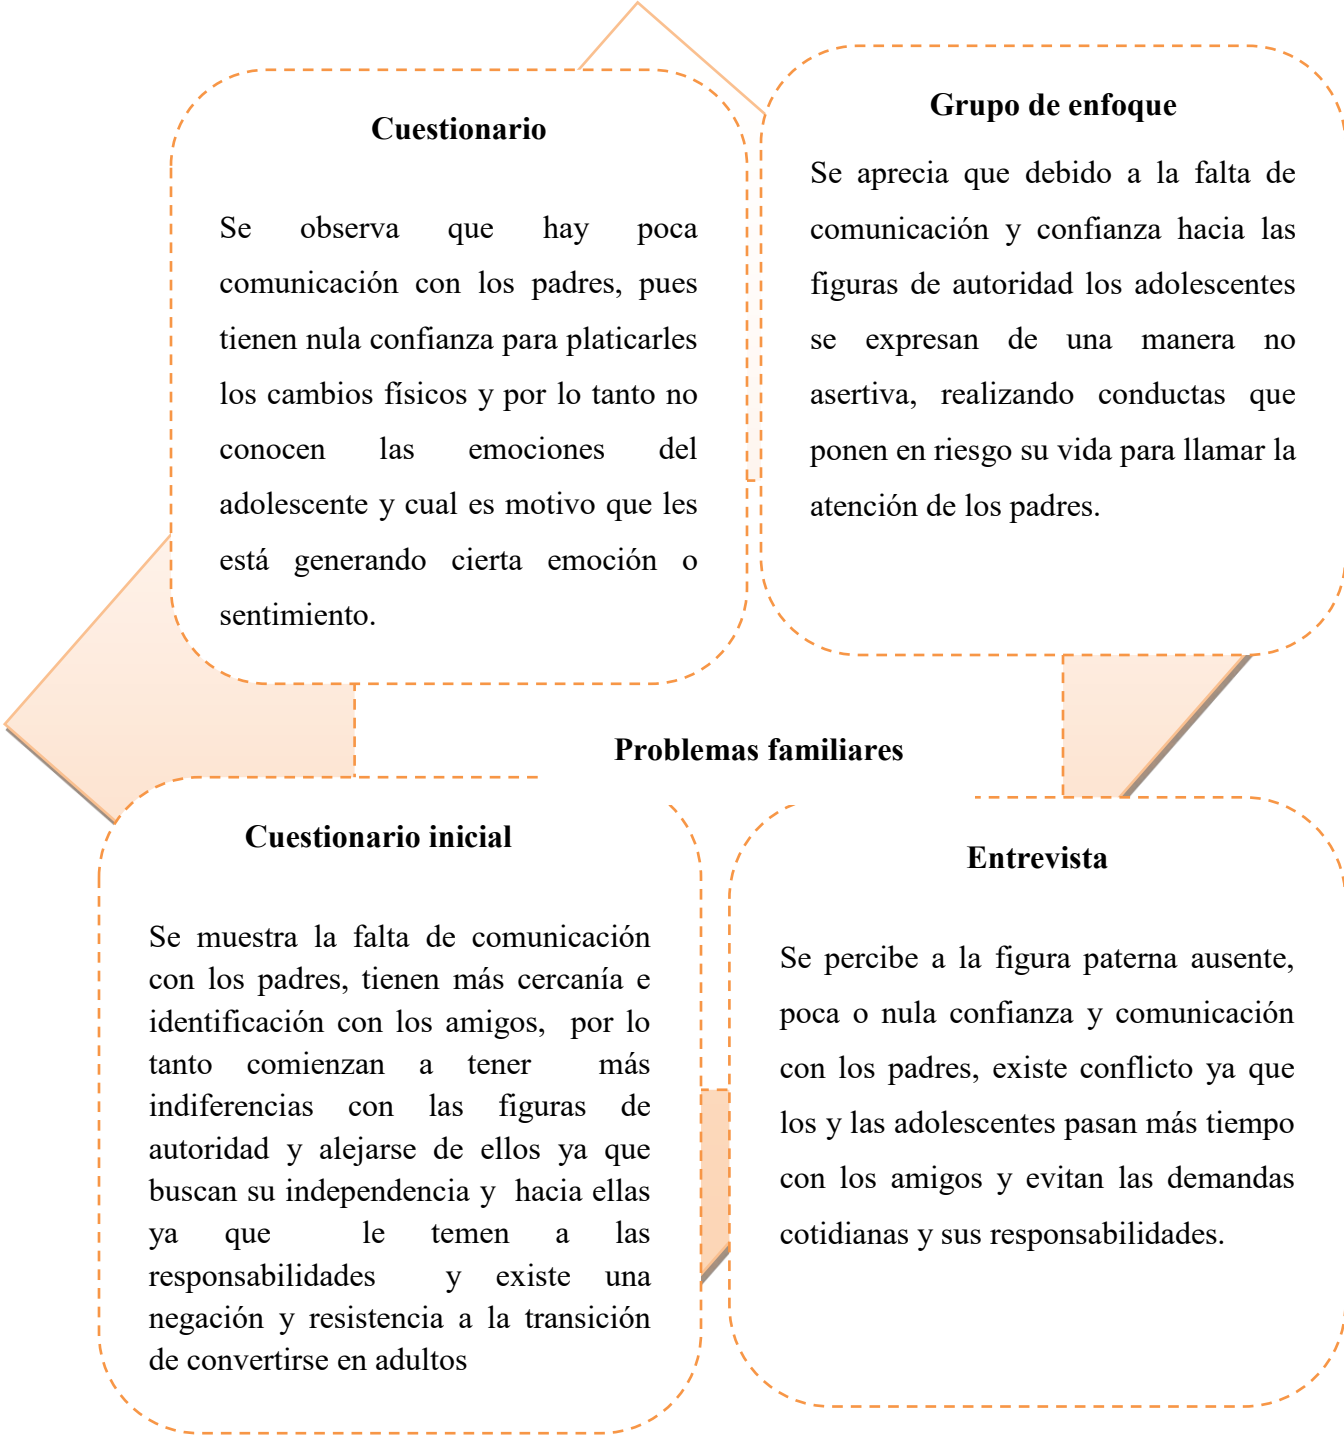 Cuestionario
Se observa que hay poca
comunicación con los padres, pues
tienen nula confianza para platicarles
los cambios físicos y por lo tanto no
conocen las emociones del
adolescente y cual es motivo que les
está generando cierta emoción o
sentimiento.
Grupo de enfoque
Se aprecia que debido a la falta de
comunicación y confianza hacia las
figuras de autoridad los adolescentes
se expresan de una manera no
asertiva, realizando conductas que
ponen en riesgo su vida para llamar la
atención de los padres.
Problemas familiares
Cuestionario inicial
Se muestra la falta de comunicación
con los padres, tienen más cercanía e
identificación con los amigos, por lo
tanto comienzan a tener más
indiferencias con las figuras de
autoridad y alejarse de ellos ya que
buscan su independencia y hacia ellas
ya que le temen a las
responsabilidades y existe una
negación y resistencia a la transición
de convertirse en adultos
Entrevista
Se percibe a la figura paterna ausente,
poca o nula confianza y comunicación
con los padres, existe conflicto ya que
los y las adolescentes pasan más tiempo
con los amigos y evitan las demandas
cotidianas y sus responsabilidades.